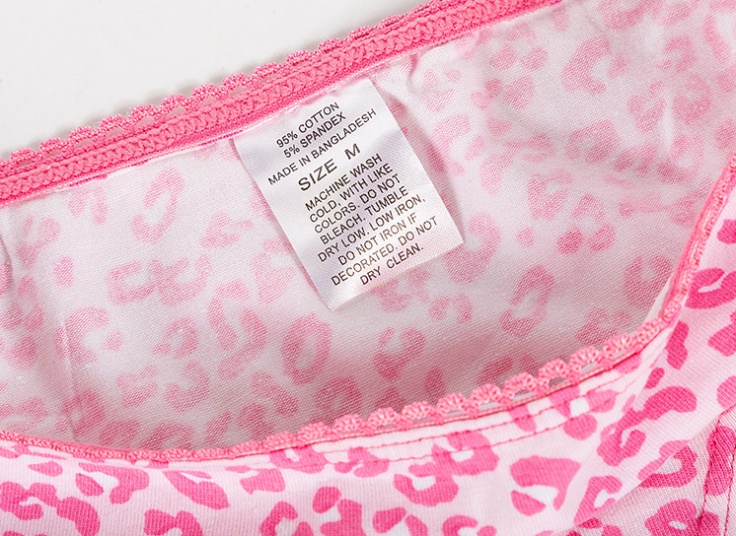 95% COTTON
5% SPANDEX
MADE IN BANGLADESH
SIZE M
MACHINE WASH
COLD, WITH LIKE
COLORS. DO NOT
BLEACH. TUMBLE
DRY LOW. LOW IRON,
DO NOT IRON IF
DECORATED. DO NOT
DRY CLEAN.